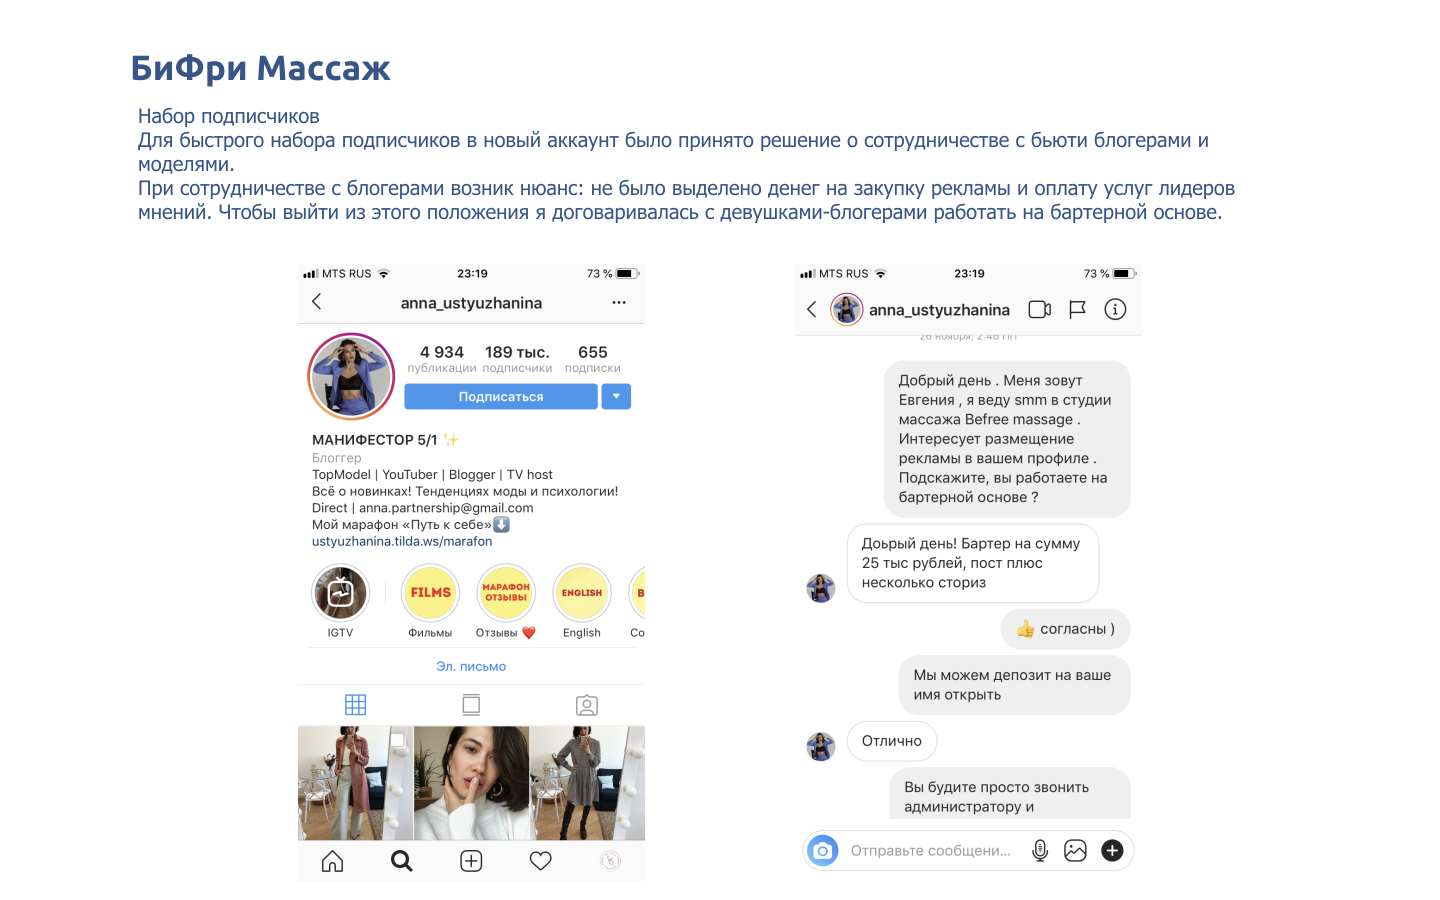 БиФри Массаж
Набор подписчиков
Для быстрого набора подписчиков в новый аккаунт было принято решение о сотрудничестве с бьюти блогерами и
моделями.
При сотрудничестве с блогерами возник нюанс: не было выделено денег на закупку рекламы и оплату услуг лидеров
мнений. Чтобы выйти из этого положения я договаривалась с девушками-блогерами работать на бартерной основе.
MTS RUS 23:19 73 %
anna_ustyuzhanina
4 934 189 тыс. 655
публикации подписчики подписки
Подписаться
МАНИФЕСТОР 5/1 ✨
Блоггер
TopModel | YouTuber | Blogger | TV host
Всё о новинках! Тенденциях моды и психологии!
Direct | anna.partnership@gmail.com
Мой марафон «Путь к себе»⬇️
ustyuzhanina.tilda.ws/marafon
FILMS МАРАФОН ENGLISH В
ОТЗЫВЫ
IGTV Фильмы Отзывы ❤️ English Со
Эл. письмо
MTS RUS 23:19 73 %
anna_ustyuzhanina
26 ноября, 2:46 ПП
Добрый день . Меня зовут
Евгения , я веду smm в студии
массажа Befree massage .
Интересует размещение
рекламы в вашем профиле .
Подскажите, вы работаете на
бартерной основе ?
Доьрый день! Бартер на сумму
25 тыс рублей, пост плюс
несколько сториз
👍 согласны )
Мы можем депозит на ваше
имя открыть
Отлично
Вы будите просто звонить
администратору и
Отправьте сообщени...